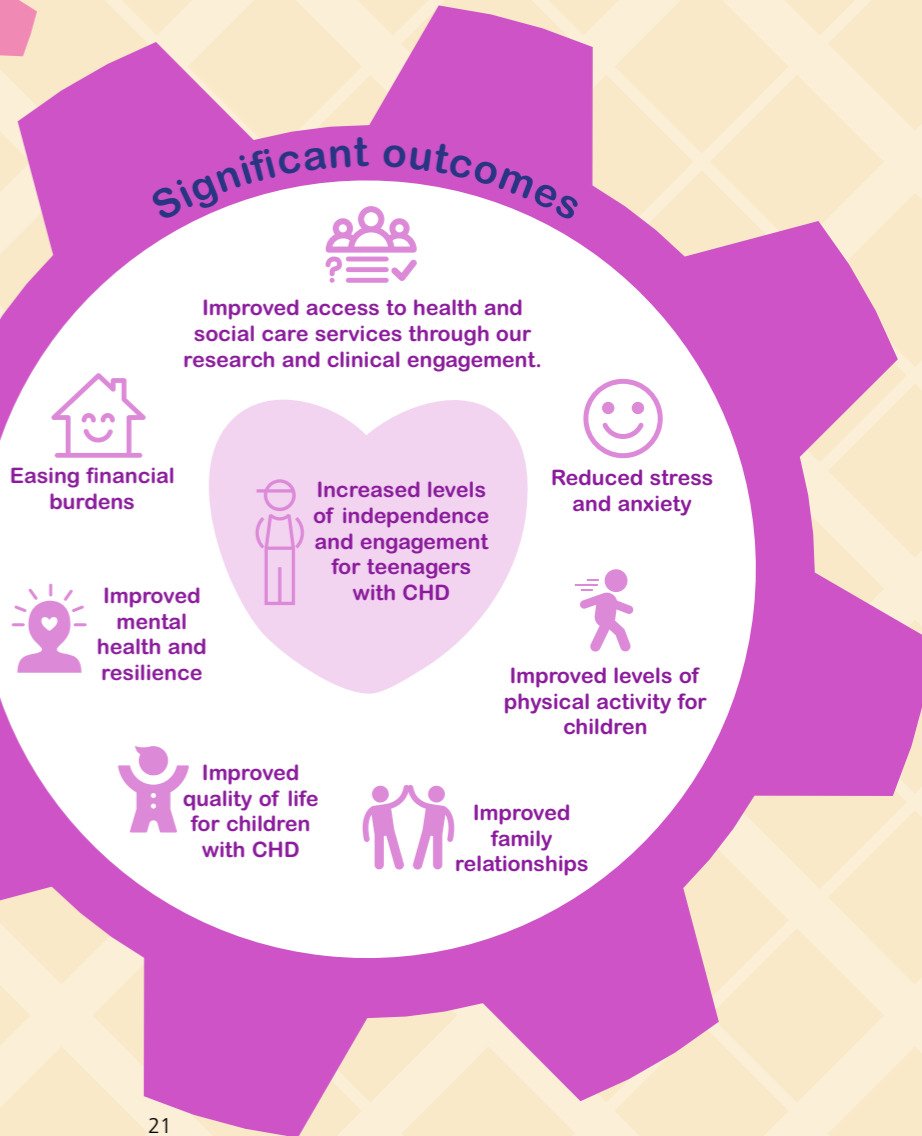 Significant outcomes
Improved access to health and
social care services through our
research and clinical engagement.
Easing financial
burdens
Increased levels
of independence
and engagement
for teenagers
with CHD
Reduced stress
and anxiety
Improved
mental
health and
resilience
Improved levels of
physical activity for
children
Improved
quality of life
for children
with CHD
Improved
family
relationships
21